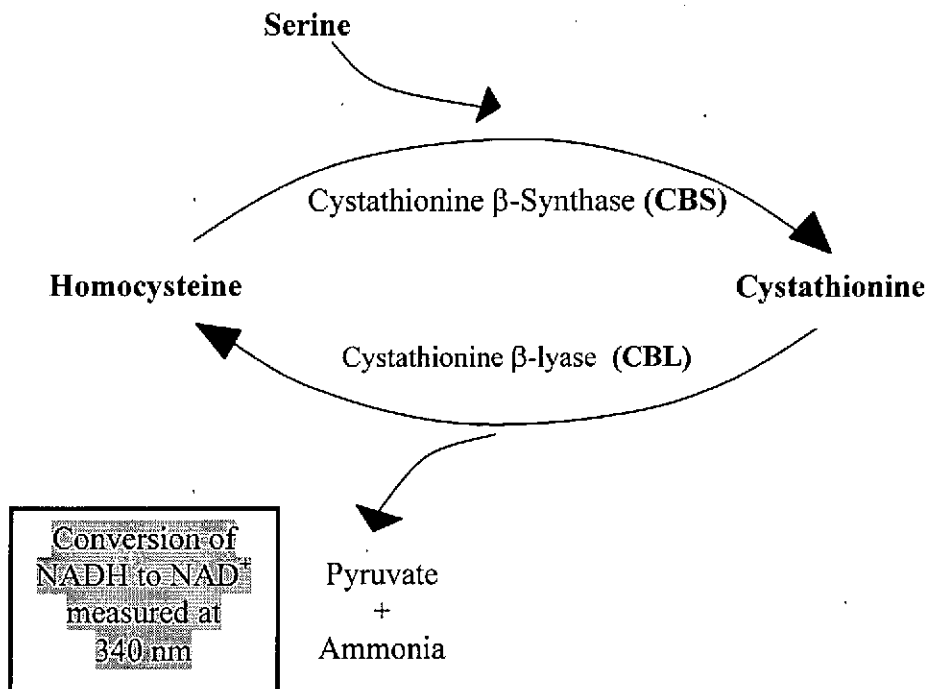 Serine
Cystathionine β-Synthase (CBS)
Homocysteine
Cystathionine
Cystathionine β-lyase (CBL)
Conversion of
NADH to NAD⁺
measured at
340 nm
Pyruvate
+
Ammonia